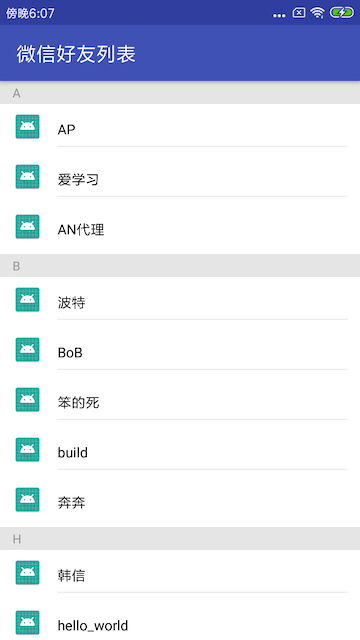 傍晚6:07
微信好友列表
A
AP
爱学习
AN代理
B
波特
BoB
笨的死
build
奔奔
H
韩信
hello_world